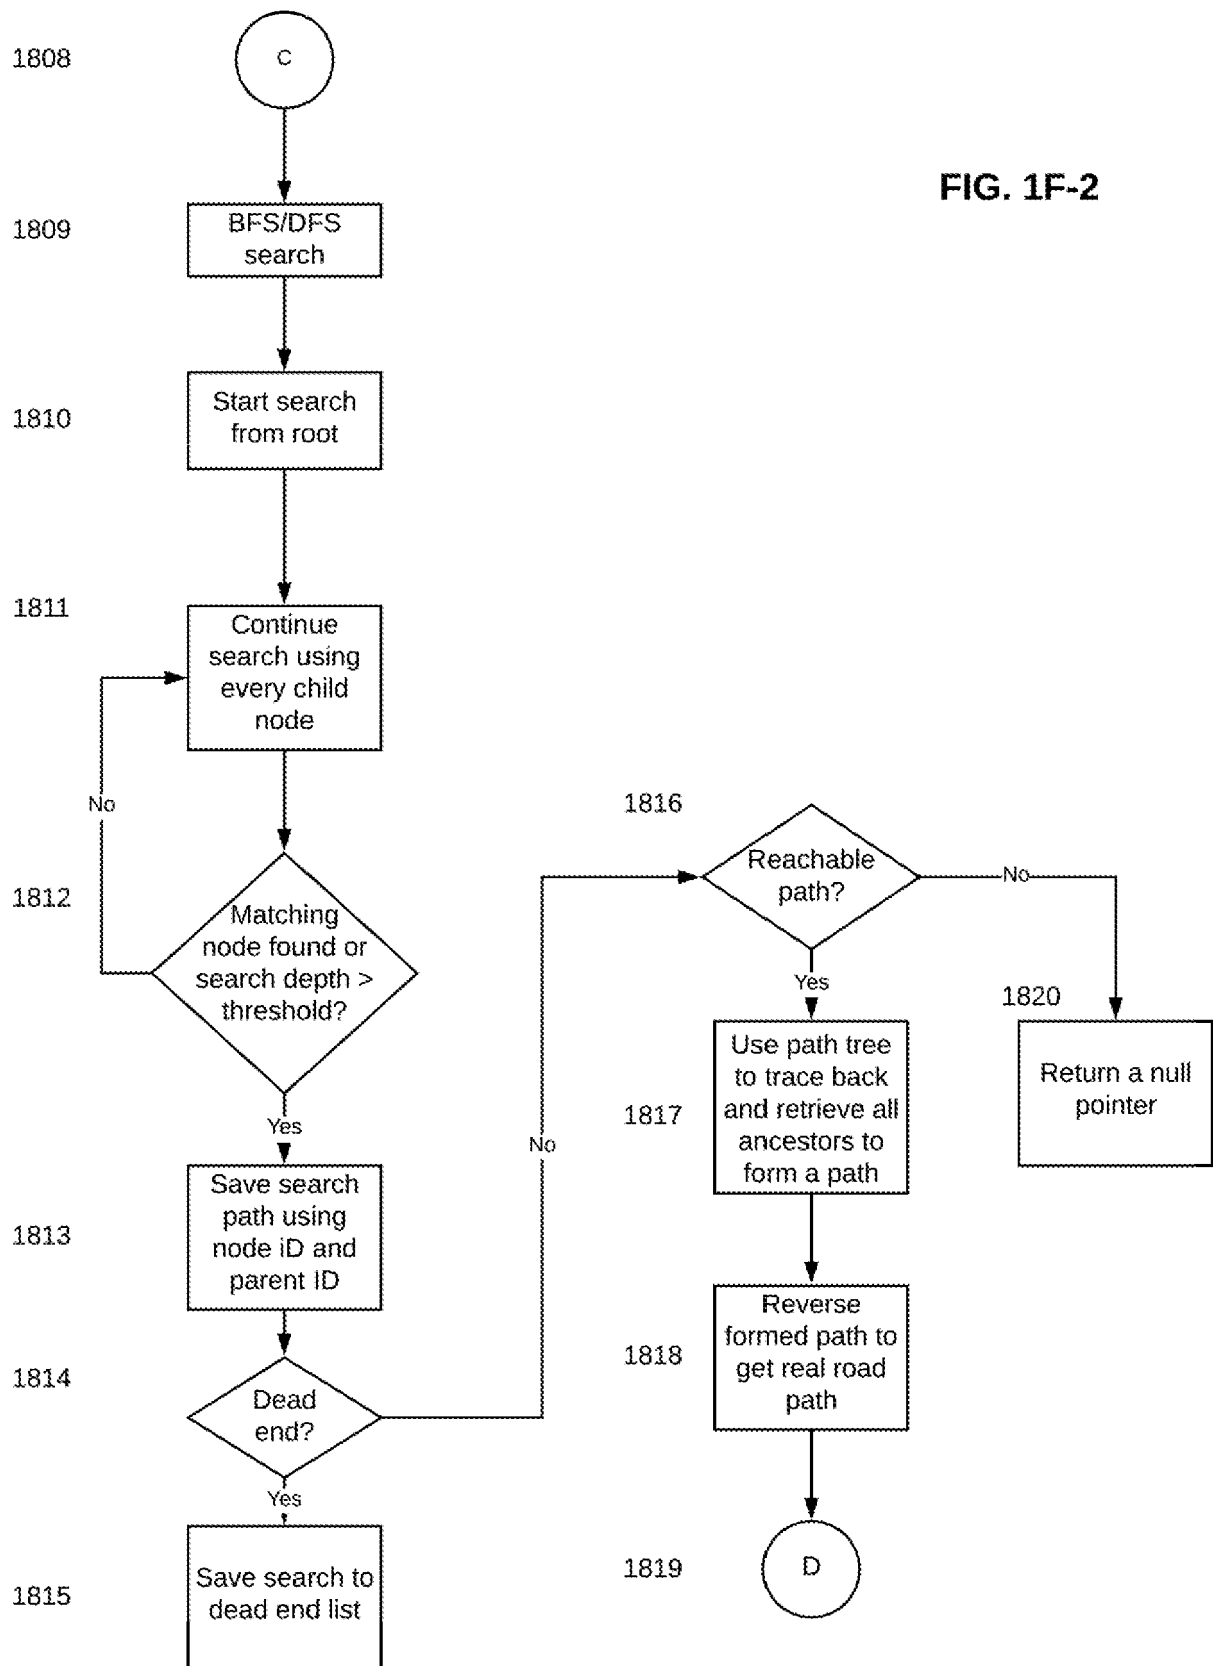 1808
C
FIG. 1F-2
1809
BFS/DFS
search
1810
Start search
from root
1811
Continue
search using
every child
node
No
1812
Matching
node found or
search depth >
threshold?
Yes
1813
Save search
path using
node iD and
parent ID
1814
Dead
end?
No
Yes
1815
Save search to
dead end list
1816
Reachable
path?
No
Yes
1820
Return a null
pointer
1817
Use path tree
to trace back
and retrieve all
ancestors to
form a path
1818
Reverse
formed path to
get real road
path
1819
D